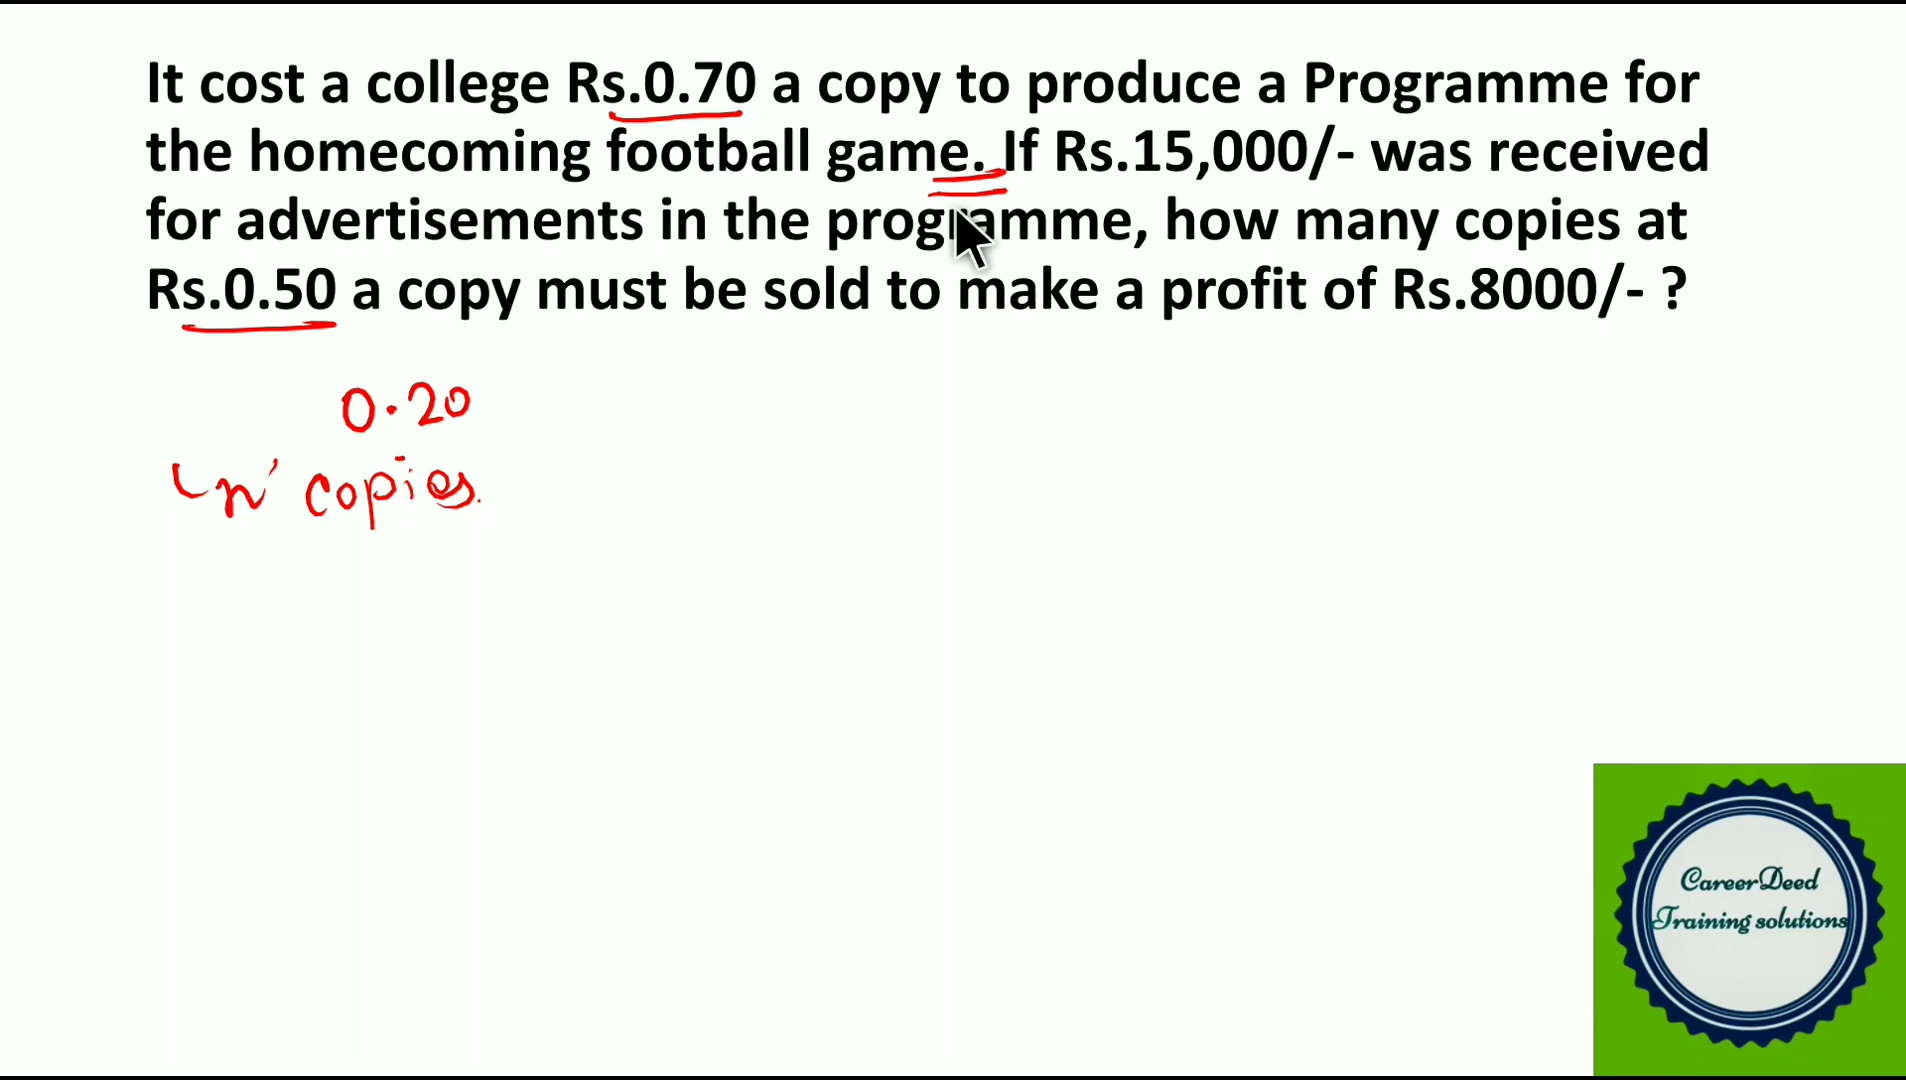 It cost a college Rs.0.70 a copy to produce a Programme for
the homecoming football game. If Rs.15,000/- was received
for advertisements in the programme, how many copies at
Rs.0.50 a copy must be sold to make a profit of Rs.8000/- ?
0.20
'n' copies.
CareerDeed
Training solutions